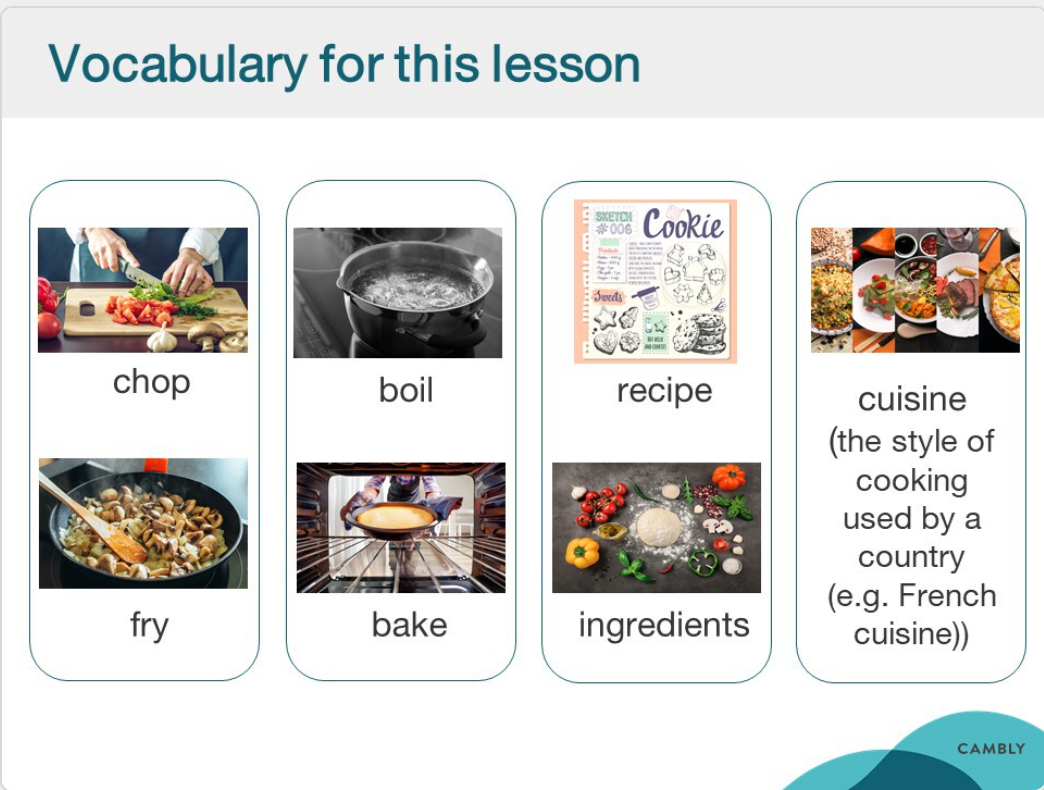 Vocabulary for this lesson
chop
fry
boil
bake
SKETCH
#006
Cookie
Products
Sweets
recipe
ingredients
cuisine
(the style of
cooking
used by a
country
(e.g. French
cuisine))
CAMBLY